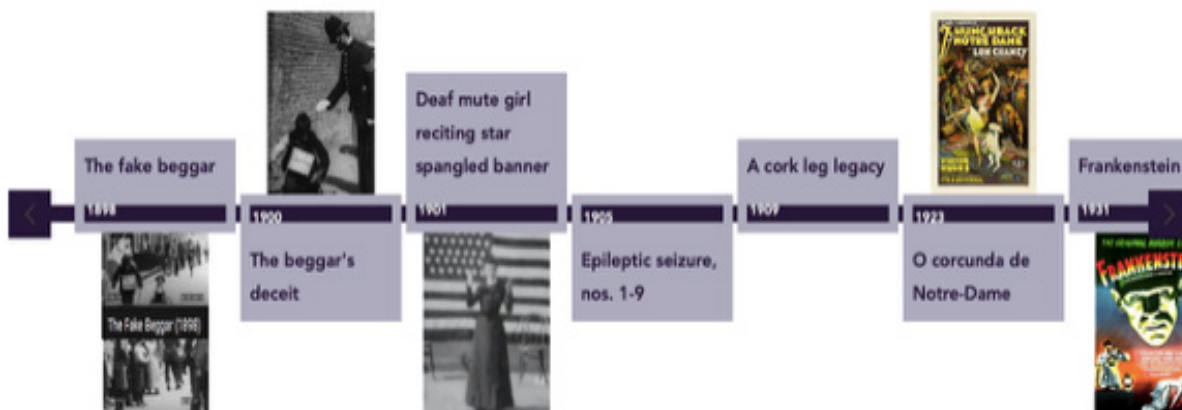 The fake beggar
1898
The Fake Beggar (1898)
1900
The beggar's
deceit
Deaf mute girl
reciting star
spangled banner
1901
1905
Epileptic seizure,
nos. 1-9
A cork leg legacy
1909
HUNCHBACK
NOTRE DAME
LON CHANEY
1923
O corcunda de
Notre-Dame
Frankenstein
1931
FRANKENSTEIN